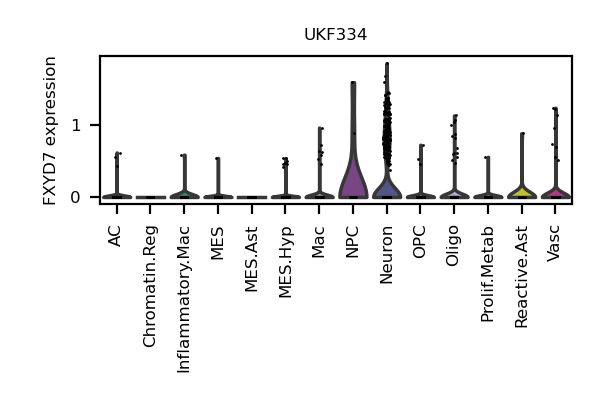 UKF334
FXYD7 expression
1
0
AC
Chromatin.Reg
Inflammatory.Mac
MES
MES.Ast
MES.Hyp
Mac
NPC
Neuron
OPC
Oligo
Prolif.Metab
Reactive.Ast
Vasc